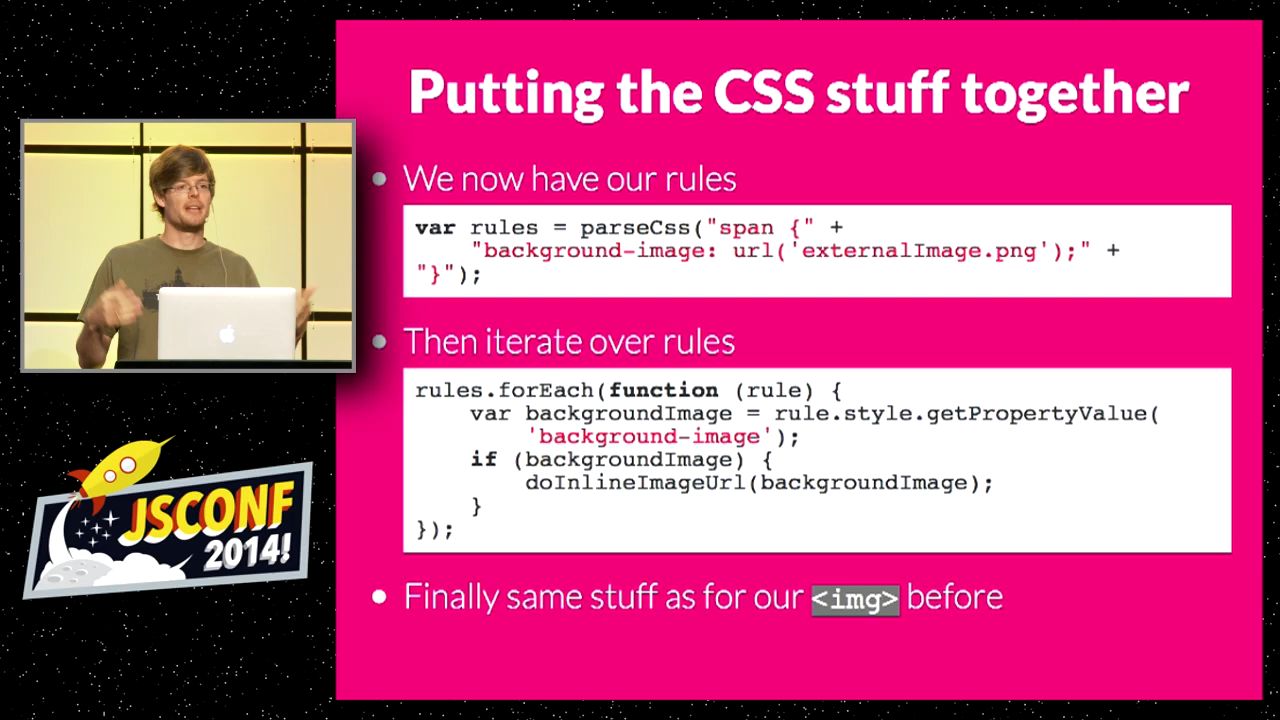 Putting the CSS stuff together
We now have our rules
var rules = parseCss("span {" +
"background-image: url('externalImage.png');" +
"}");
Then iterate over rules
rules.forEach(function (rule) {
var backgroundImage = rule.style.getPropertyValue(
'background-image');
if (backgroundImage) {
doInlineImageUrl(backgroundImage);
}
});
Finally same stuff as for our <img> before
JSCONF
2014!